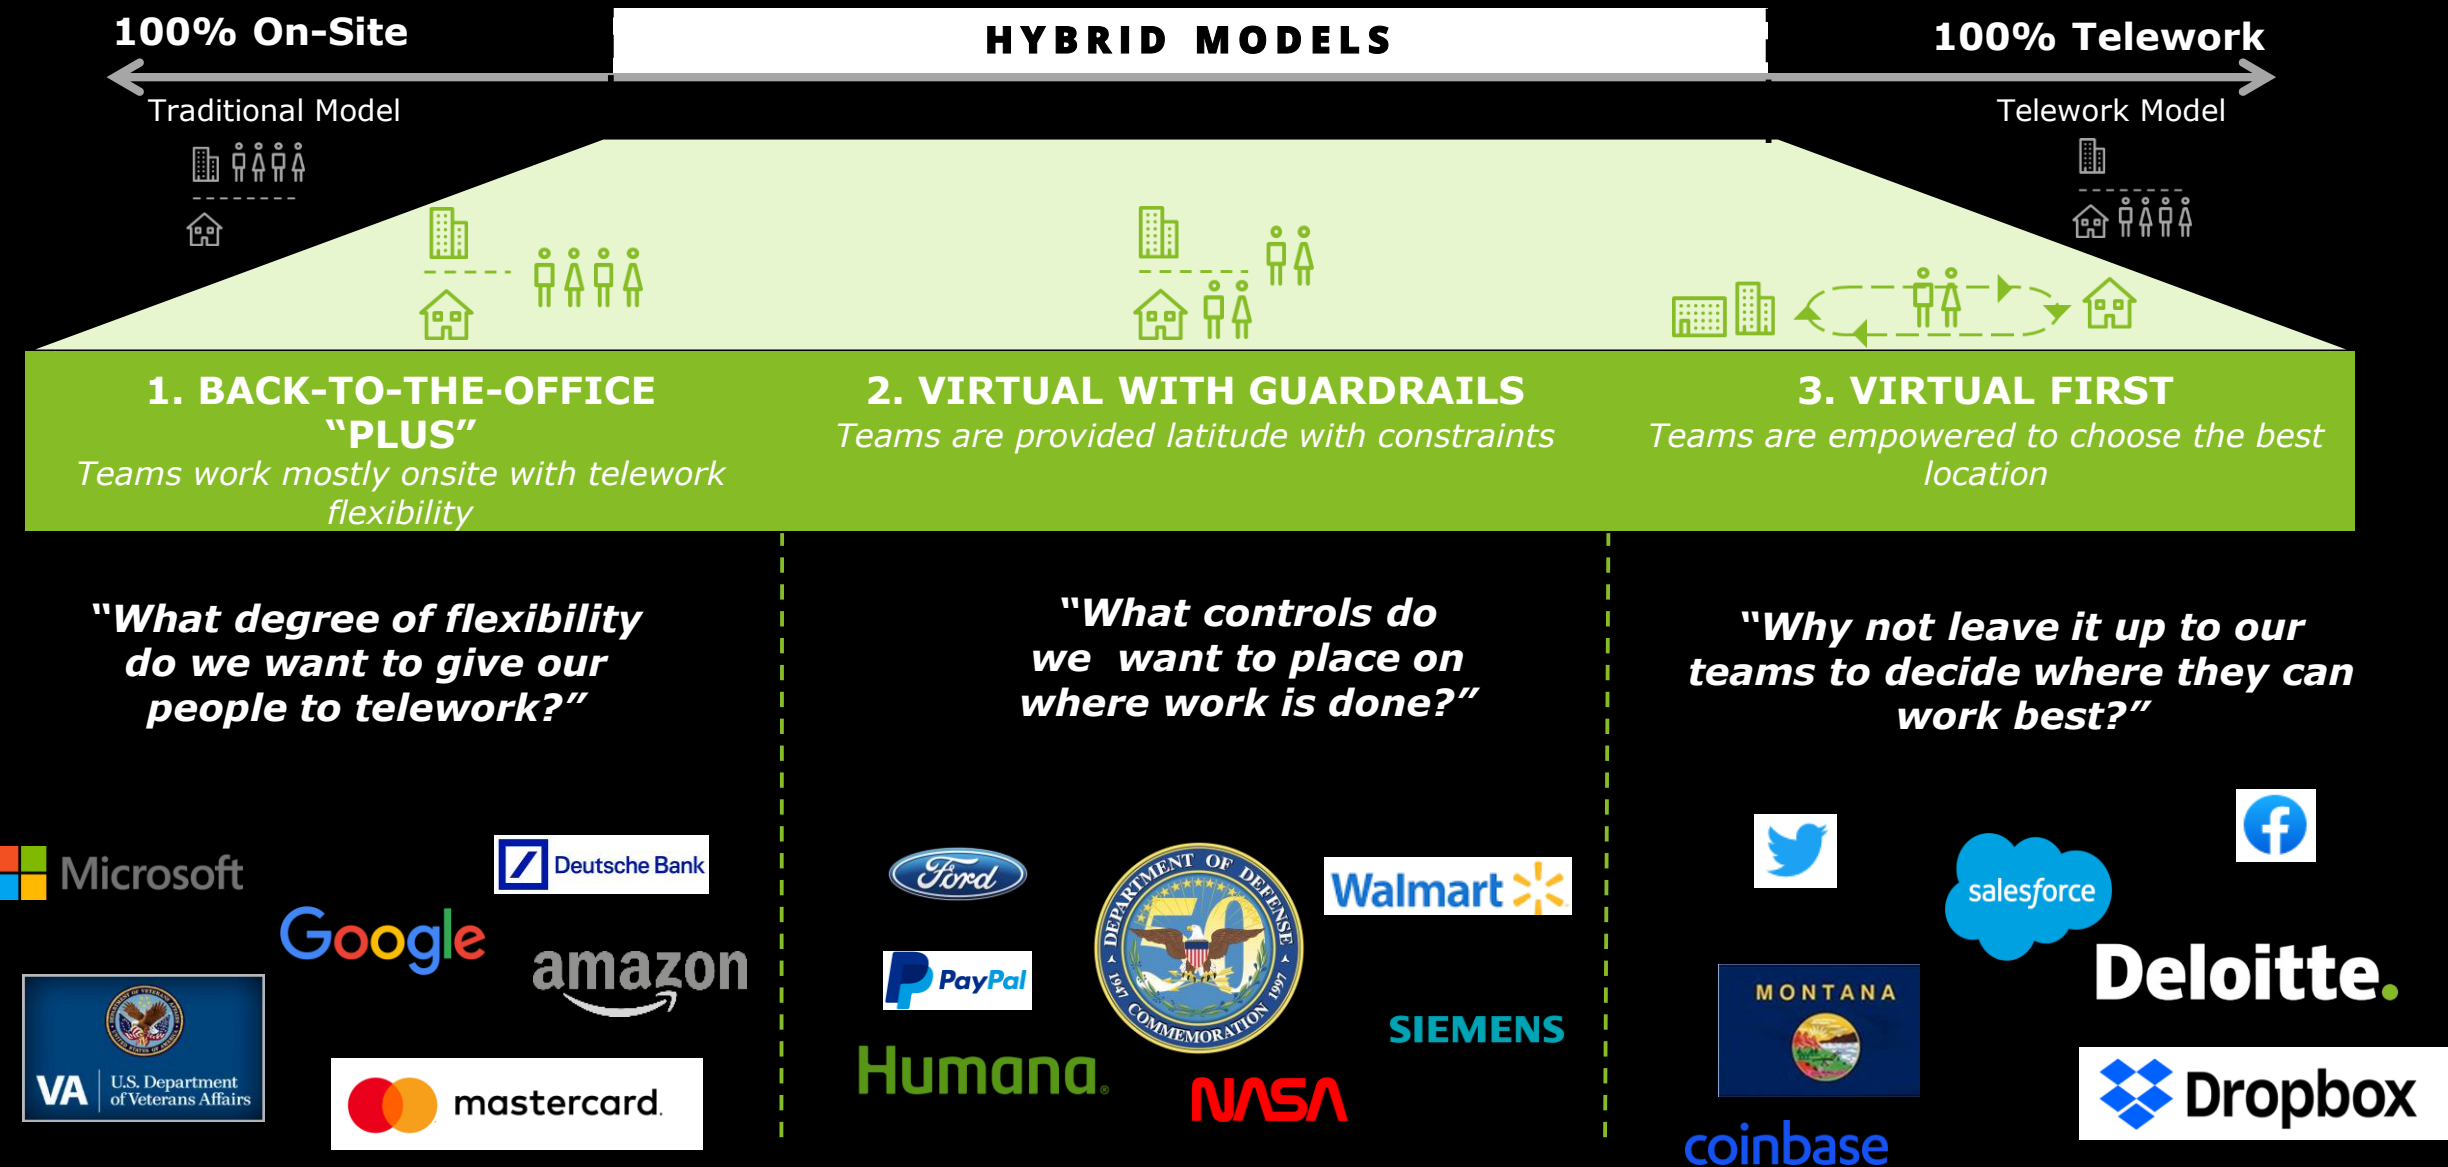 100% On-Site
HYBRID MODELS
100% Telework
Traditional Model
Telework Model
1. BACK-TO-THE-OFFICE
“PLUS”
Teams work mostly onsite with telework
flexibility
2. VIRTUAL WITH GUARDRAILS
Teams are provided latitude with constraints
3. VIRTUAL FIRST
Teams are empowered to choose the best
location
“What degree of flexibility
do we want to give our
people to telework?”
“What controls do
we want to place on
where work is done?”
“Why not leave it up to our
teams to decide where they can
work best?”
Microsoft
Deutsche Bank
Google
amazon
VA
U.S. Department
of Veterans Affairs
mastercard.
Ford
DEPARTMENT OF DEFENSE
50
1947 COMMEMORATION 1997
Walmart
PayPal
SIEMENS
Humana®
NASA
salesforce
Deloitte.
MONTANA
Dropbox
coinbase